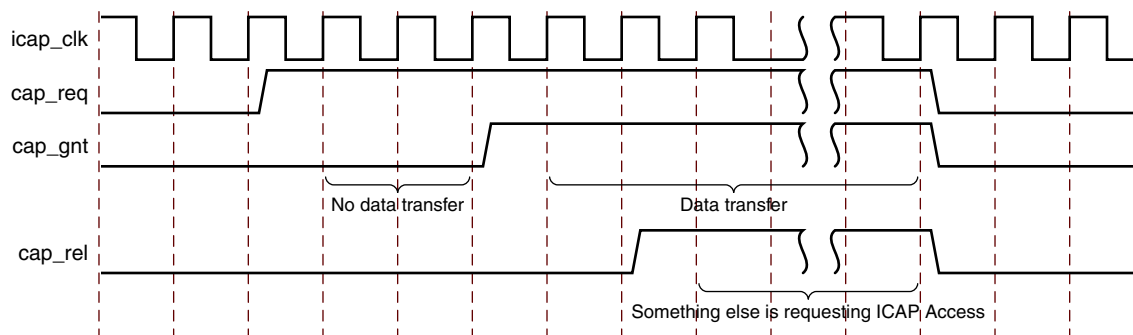 icap_clk
cap_req
cap_gnt
No data transfer
Data transfer
cap_rel
Something else is requesting ICAP Access